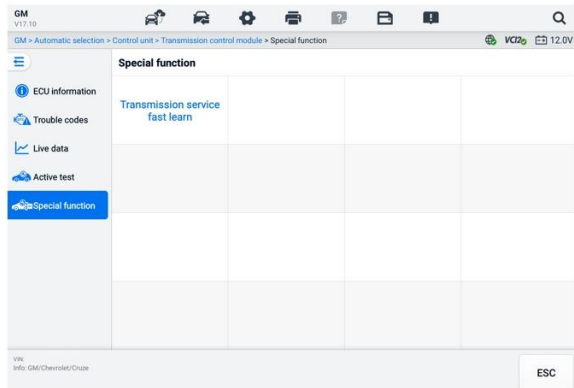 GM
V17.10
GM > Automatic selection > Control unit > Transmission control module > Special function
VCI2
12.0V
Special function
ECU information
Trouble codes
Live data
Active test
Special function
Transmission service
fast learn
VIN:
Info: GM/Chevrolet/Cruze
ESC